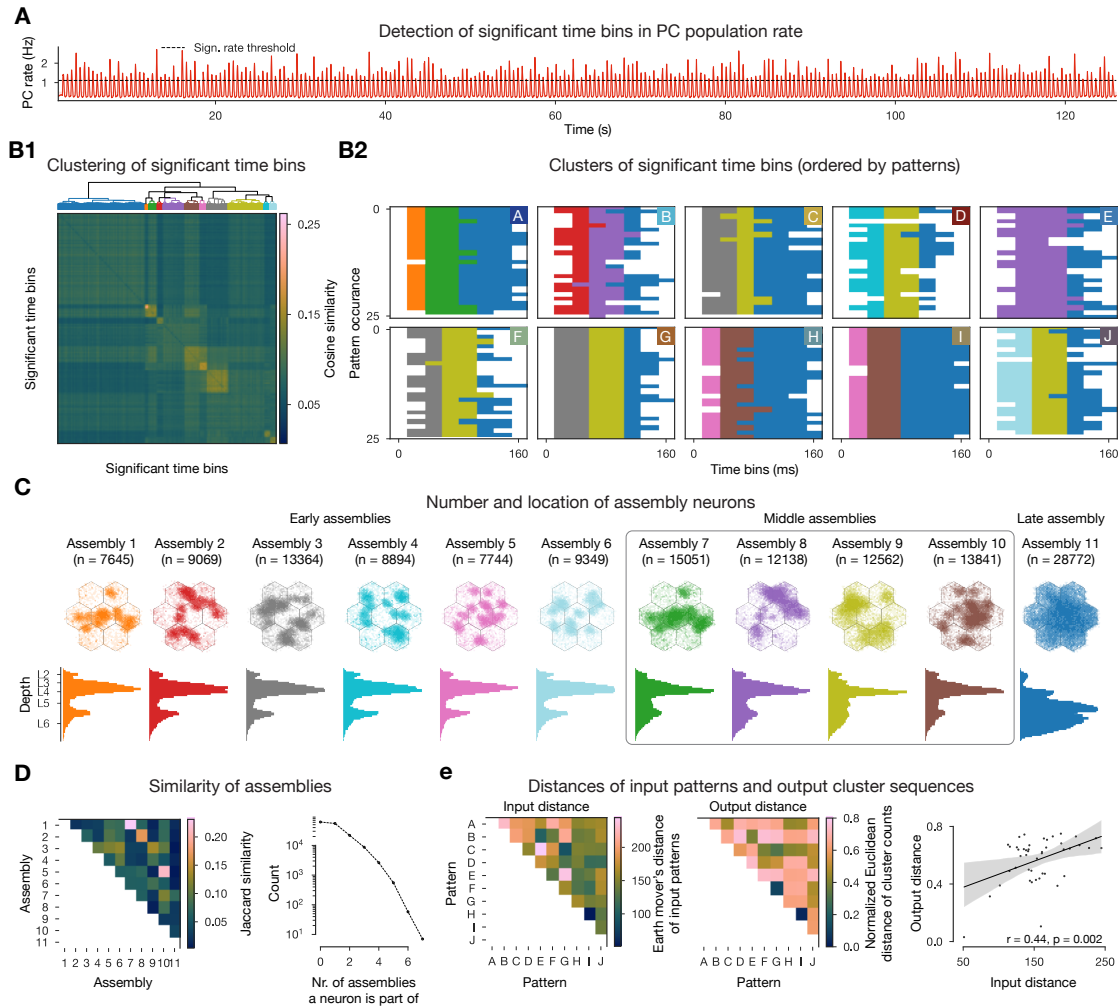 A
Detection of significant time bins in PC population rate
Sign. rate threshold
PC rate (Hz)
2
1
20
40
60
80
100
120
Time (s)
B1
Clustering of significant time bins
Significant time bins
Significant time bins
0.25
0.15
0.05
Cosine similarity
B2
Clusters of significant time bins (ordered by patterns)
Pattern occurance
0
25
0
25
A
B
C
D
E
F
G
H
I
J
0
160
0
160
0
160
0
160
0
160
Time bins (ms)
C
Number and location of assembly neurons
Early assemblies
Middle assemblies
Late assembly
Assembly 1
(n = 7645)
Assembly 2
(n = 9069)
Assembly 3
(n = 13364)
Assembly 4
(n = 8894)
Assembly 5
(n = 7744)
Assembly 6
(n = 9349)
Assembly 7
(n = 15051)
Assembly 8
(n = 12138)
Assembly 9
(n = 12562)
Assembly 10
(n = 13841)
Assembly 11
(n = 28772)
Depth
L2
L3
L4
L5
L6
D
Similarity of assemblies
Assembly
1
2
3
4
5
6
7
8
9
10
11
1 2 3 4 5 6 7 8 9 10 11
Assembly
0.20
0.15
0.10
0.05
Jaccard similarity
Count
10⁴
10³
10²
10¹
0
2
4
6
Nr. of assemblies
a neuron is part of
e
Distances of input patterns and output cluster sequences
Input distance
Pattern
A
B
C
D
E
F
G
H
I
J
A B C D E F G H I J
Pattern
200
150
100
Earth mover's distance
of input patterns
Output distance
A B C D E F G H I J
Pattern
0.8
0.6
0.4
0.2
0.0
Normalized Euclidean
distance of cluster counts
Output distance
0.8
0.4
0.0
r = 0.44, p = 0.002
50
150
250
Input distance